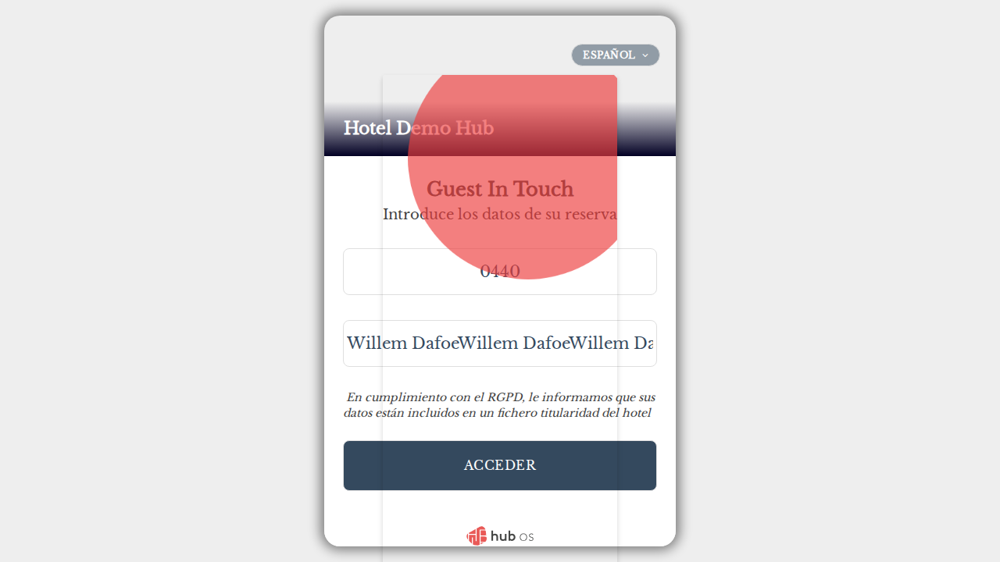 ESPAÑOL
Hotel Demo Hub
Guest In Touch
Introduce los datos de su reserva
0440
Willem DafoeWillem DafoeWillem Da
En cumplimiento con el RGPD, le informamos que sus
datos están incluidos en un fichero titularidad del hotel
ACCEDER
hub OS